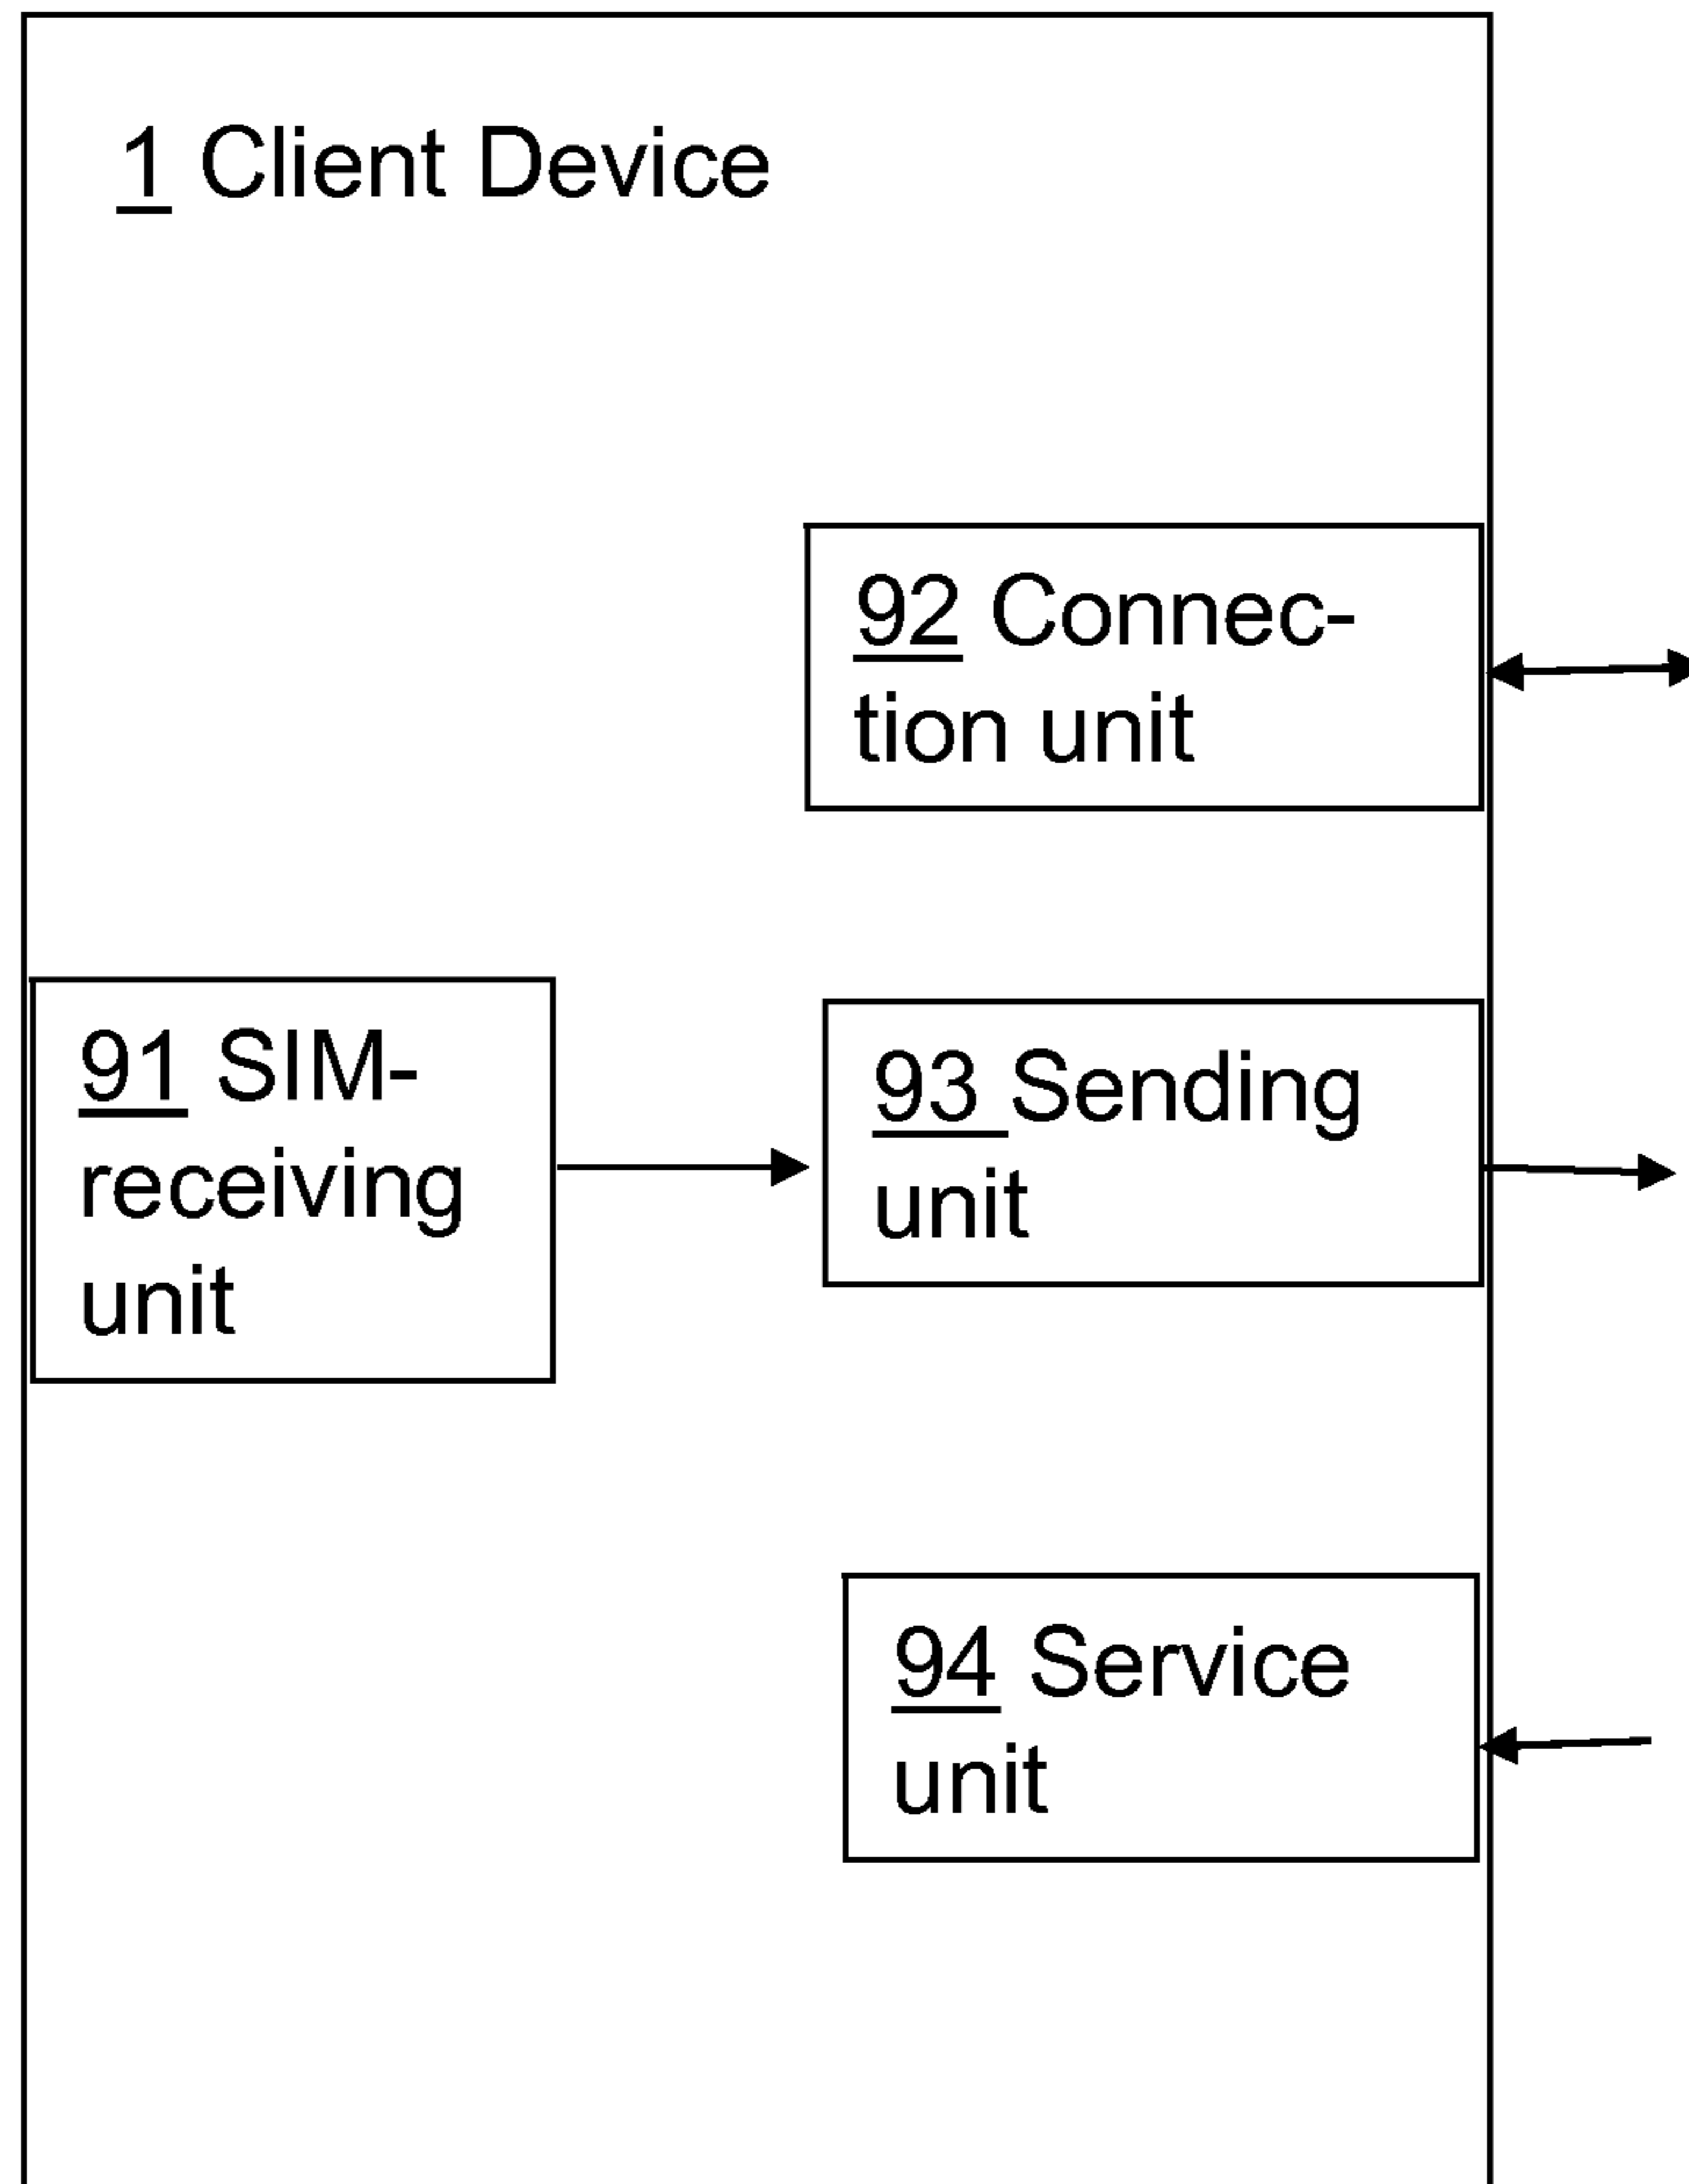 1 Client Device
92 Connec-
tion unit
91 SIM-
receiving
unit
93 Sending
unit
94 Service
unit